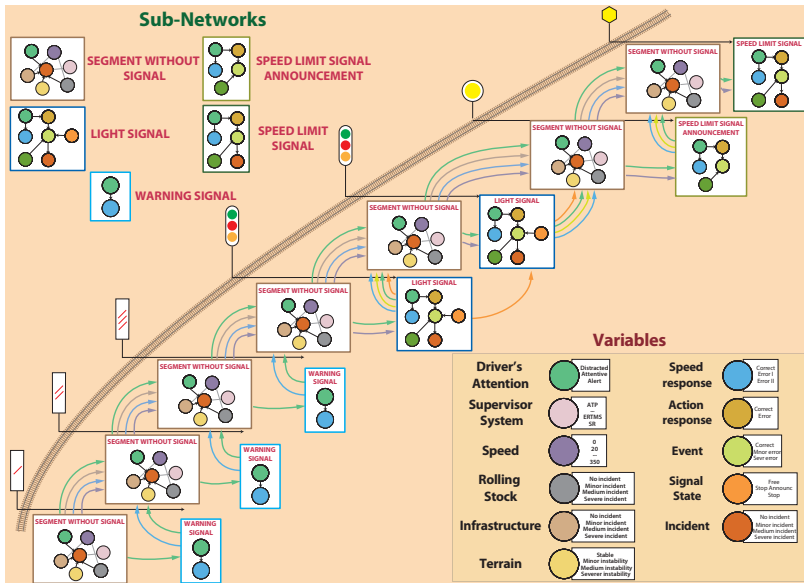 Sub-Networks
SEGMENT WITHOUT
SIGNAL
SPEED LIMIT SIGNAL
ANNOUNCEMENT
LIGHT SIGNAL
SPEED LIMIT
SIGNAL
WARNING SIGNAL
SEGMENT WITHOUT SIGNAL
SPEED LIMIT SIGNAL
SEGMENT WITHOUT SIGNAL
SPEED LIMIT SIGNAL
ANNOUNCEMENT
SEGMENT WITHOUT SIGNAL
LIGHT SIGNAL
SEGMENT WITHOUT SIGNAL
LIGHT SIGNAL
SEGMENT WITHOUT SIGNAL
WARNING
SIGNAL
SEGMENT WITHOUT SIGNAL
WARNING
SIGNAL
SEGMENT WITHOUT SIGNAL
WARNING
SIGNAL
Variables
Driver's
Attention
Distracted
Attentive
Alert
Speed
response
Correct
Error I
Error II
Supervisor
System
ATP
...
ERTMS
SR
Action
response
Correct
Error
Speed
0
20
...
350
Event
Correct
Minor error
Sevr error
Rolling
Stock
No incident
Minor incident
Medium incident
Severe incident
Signal
State
Free
Stop Announc
Stop
Infrastructure
No incident
Minor incident
Medium incident
Severe incident
Incident
No incident
Minor incident
Medium incident
Severe incident
Terrain
Stable
Minor instability
Medium instability
Severer instability